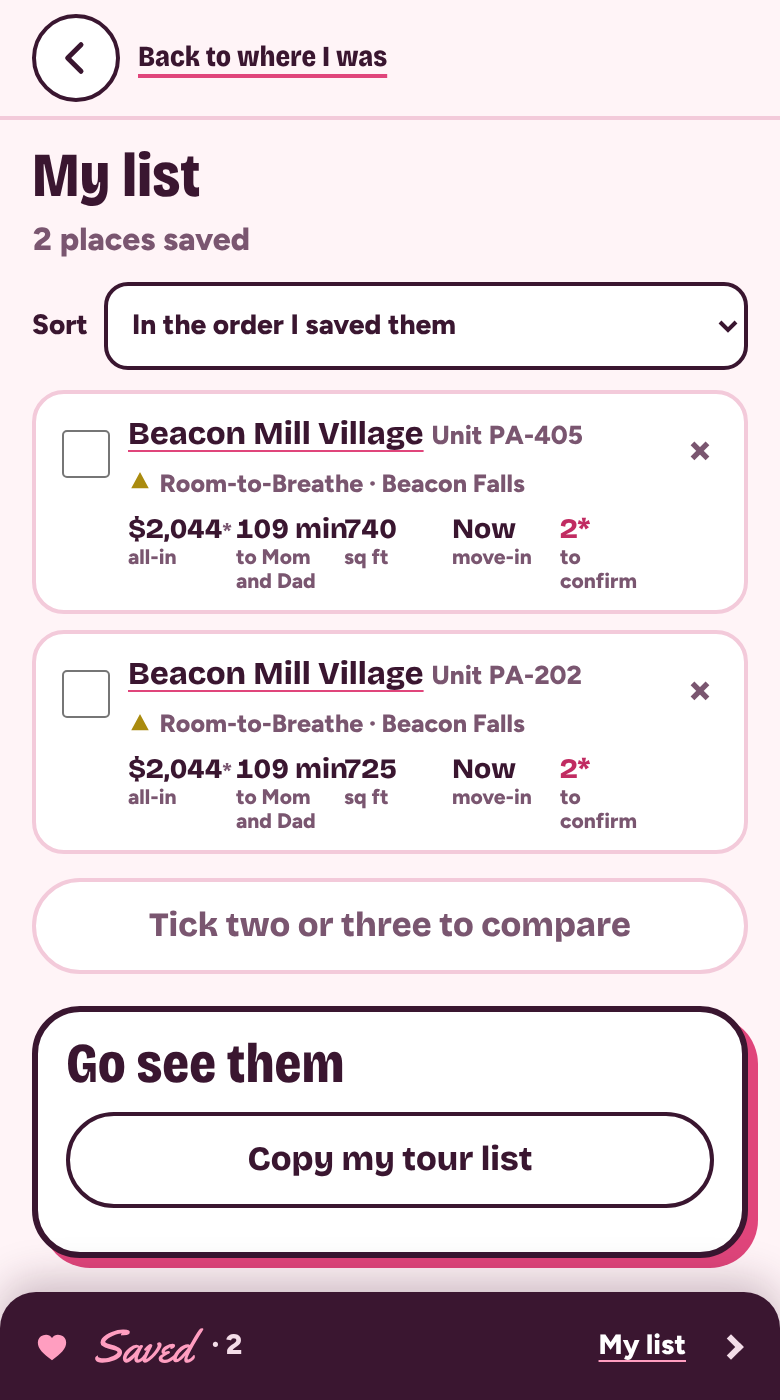 Back to where I was
My list
2 places saved
Sort
In the order I saved them
Beacon Mill Village Unit PA-405
Room-to-Breathe · Beacon Falls
$2,044* 109 min 740 Now 2*
all-in to Mom sq ft move-in to
and Dad confirm
Beacon Mill Village Unit PA-202
Room-to-Breathe · Beacon Falls
$2,044* 109 min 725 Now 2*
all-in to Mom sq ft move-in to
and Dad confirm
Tick two or three to compare
Go see them
Copy my tour list
Saved · 2 My list